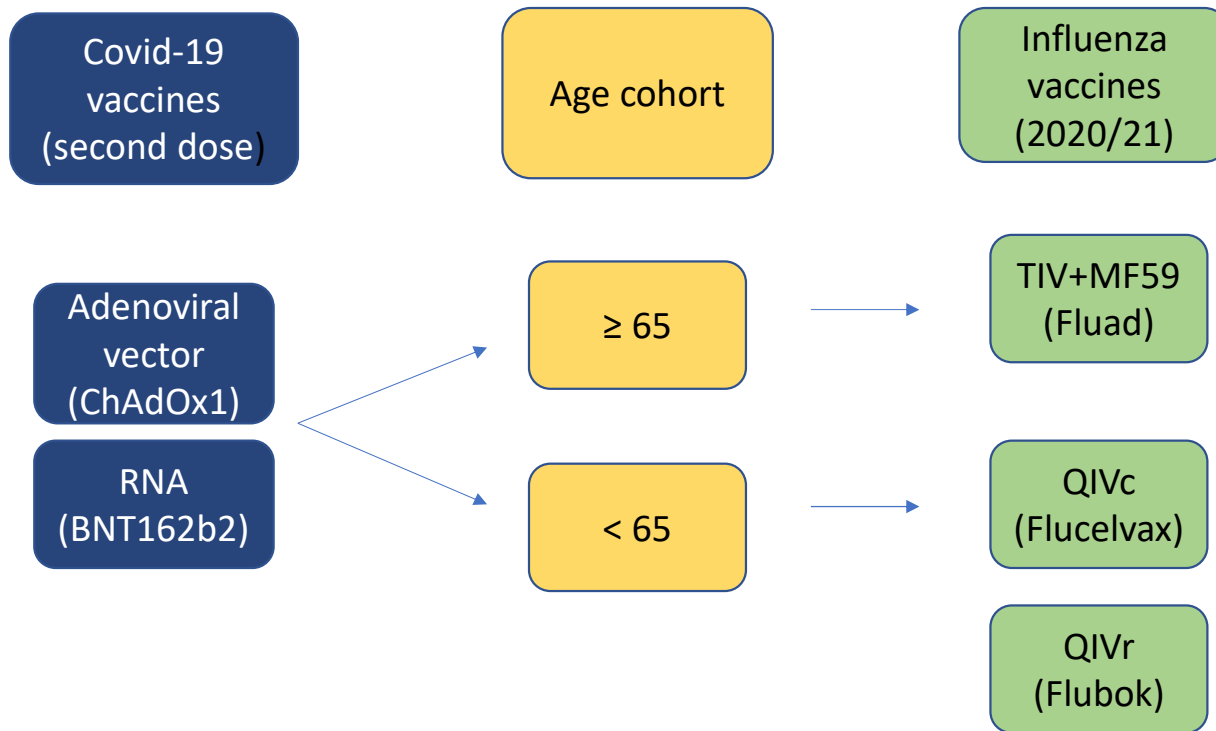 Covid-19
vaccines
(second dose)
Age cohort
Influenza
vaccines
(2020/21)
Adenoviral
vector
(ChAdOx1)
RNA
(BNT162b2)
≥ 65
< 65
TIV+MF59
(Fluad)
QIVc
(Flucelvax)
QIVr
(Flubok)